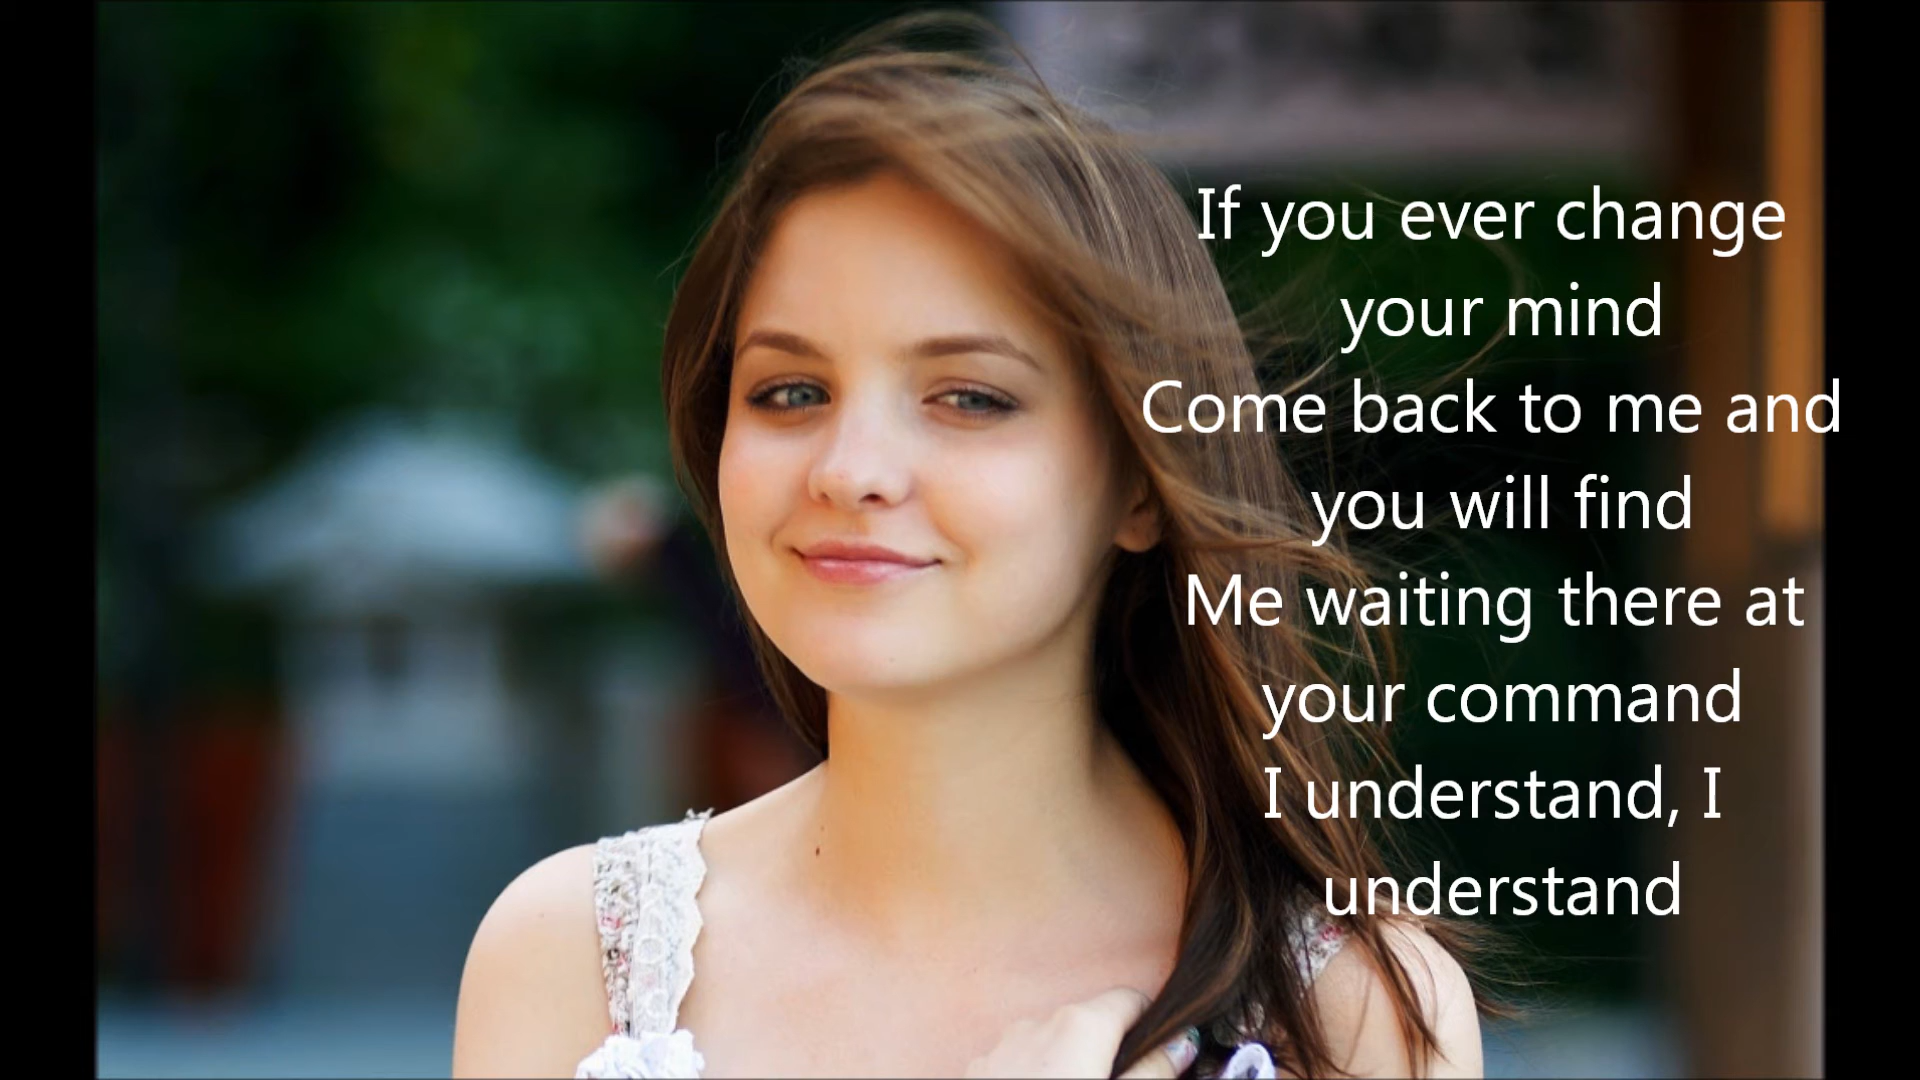 If you ever change
your mind
Come back to me and
you will find
Me waiting there at
your command
I understand, I
understand